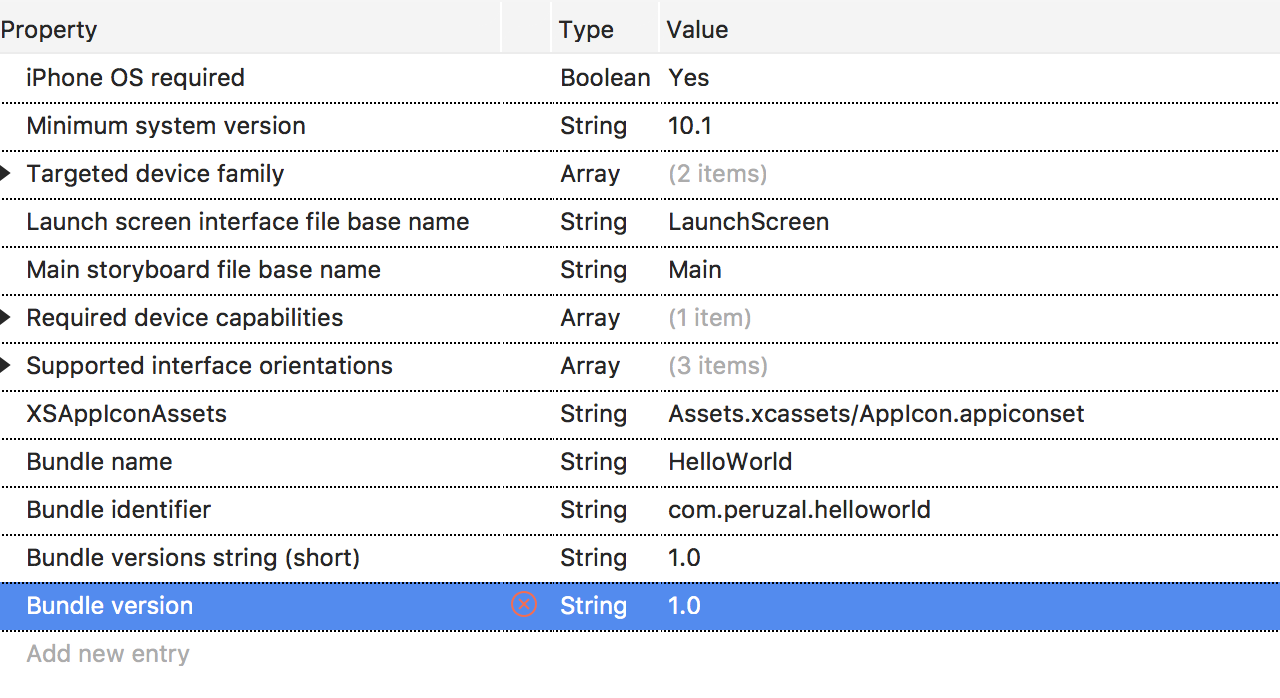 Property Type Value
iPhone OS required Boolean Yes
Minimum system version String 10.1
Targeted device family Array (2 items)
Launch screen interface file base name String LaunchScreen
Main storyboard file base name String Main
Required device capabilities Array (1 item)
Supported interface orientations Array (3 items)
XSAppIconAssets String Assets.xcassets/AppIcon.appiconset
Bundle name String HelloWorld
Bundle identifier String com.peruzal.helloworld
Bundle versions string (short) String 1.0
Bundle version String 1.0
Add new entry